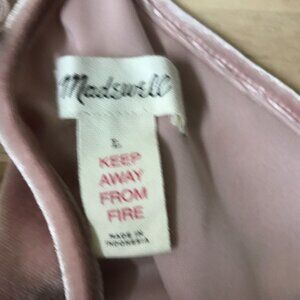 Madewell
L
KEEP
AWAY
FROM
FIRE
MADE IN
INDONESIA